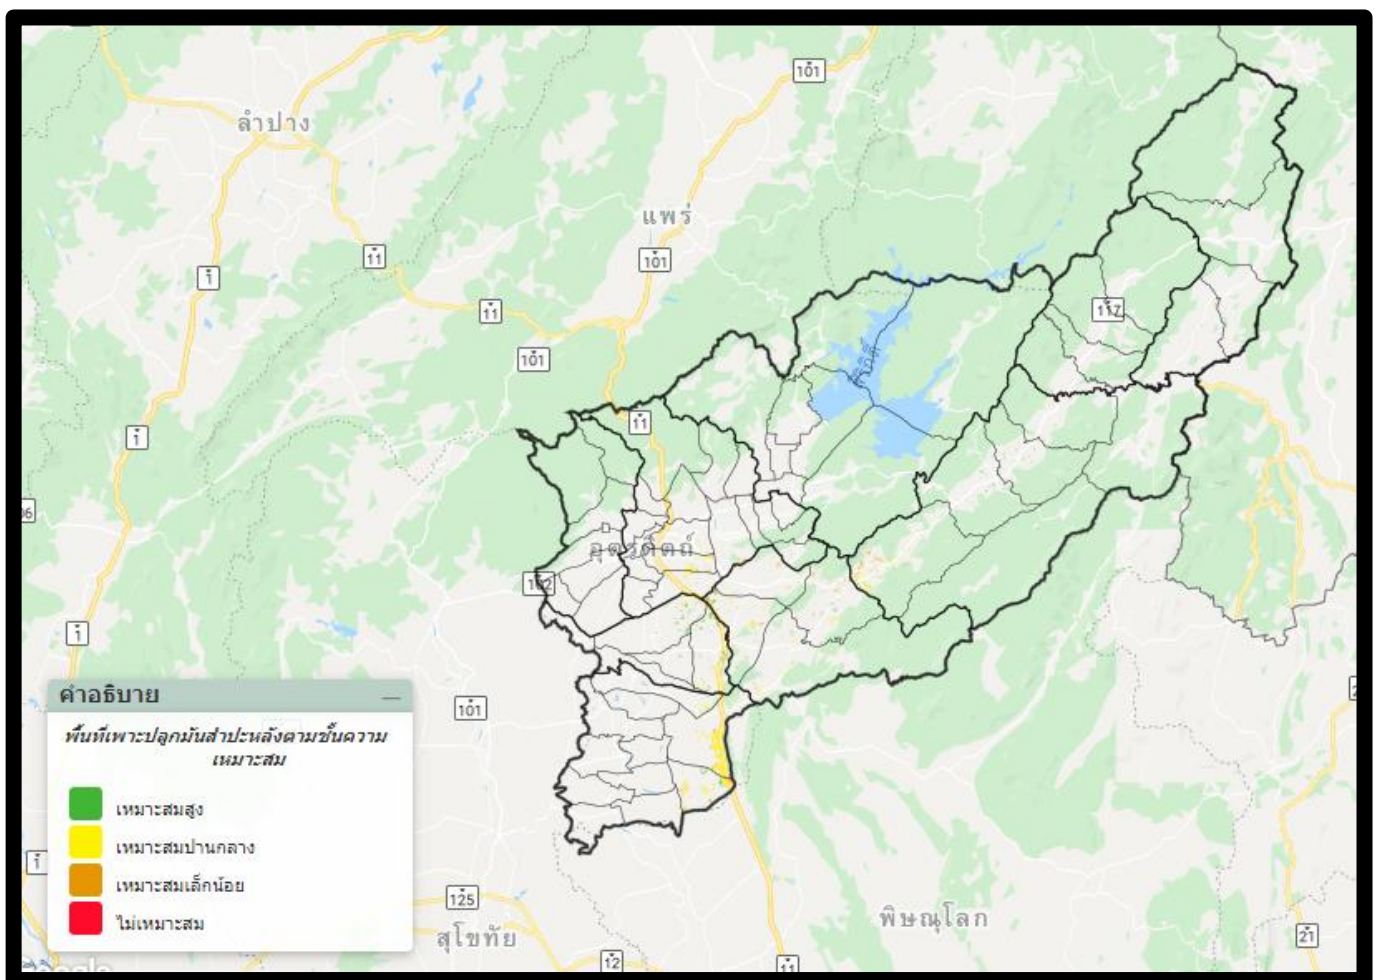 101
ลำปาง
แพร่
11
101
1
11
117
สิริกิติ์
101
11
1
อุตรดิตถ์
102
1
คำอธิบาย
พื้นที่เพาะปลูกมันสำปะหลังตามชั้นความ
เหมาะสม
101
เหมาะสมสูง
เหมาะสมปานกลาง
1
เหมาะสมเล็กน้อย
125
พิษณุโลก
ไม่เหมาะสม
สุโขทัย
21
12
11